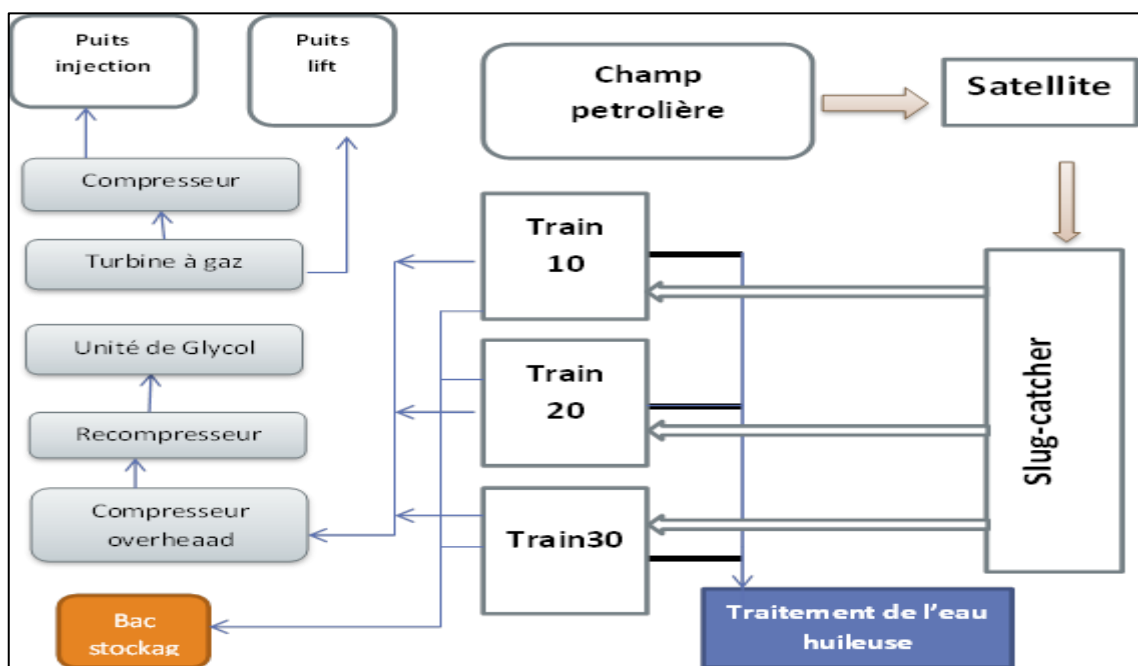 Puits
injection
Puits
lift
Champ
petrolière
Satellite
Compresseur
Turbine à gaz
Unité de Glycol
Recompresseur
Compresseur
overheaad
Bac
stockag
Train
10
Train
20
Train30
Slug-catcher
Traitement de l’eau
huileuse